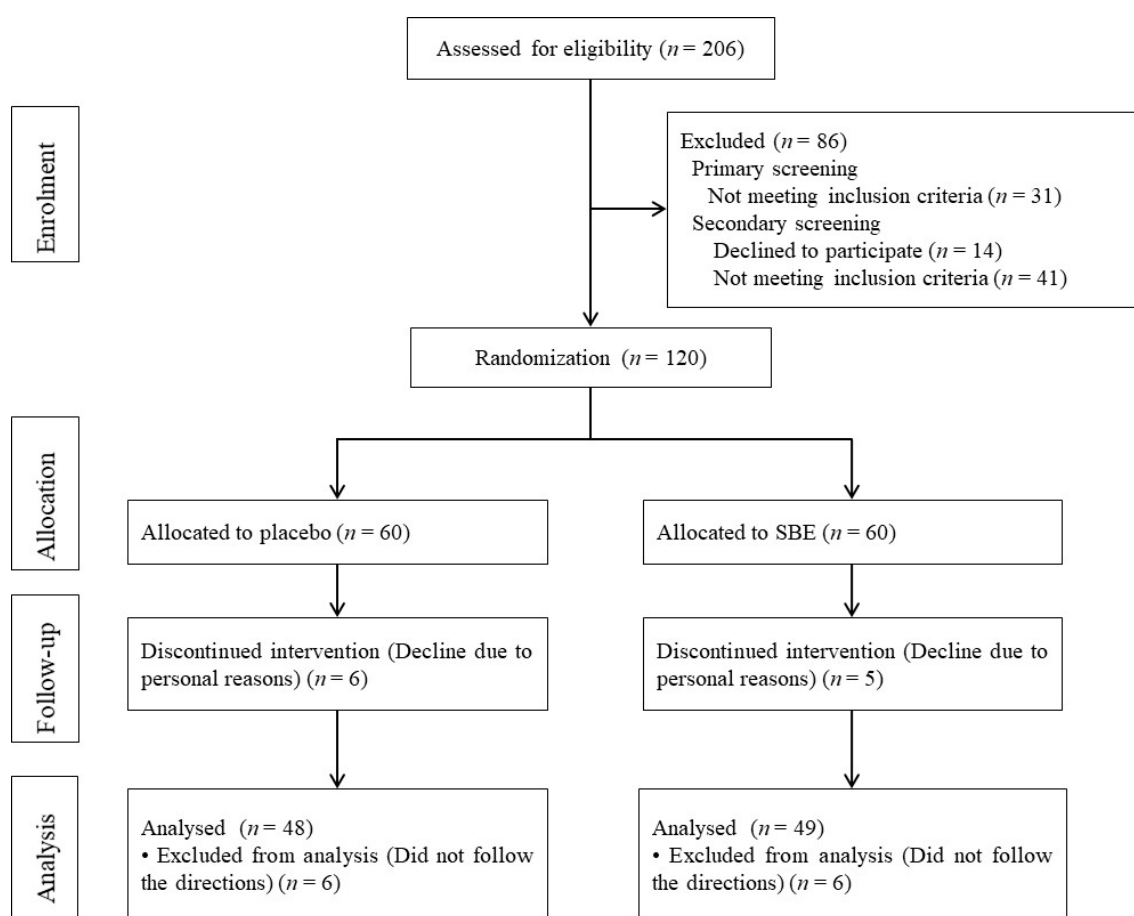 Assessed for eligibility (n = 206)
Enrolment
Excluded (n = 86)
Primary screening
Not meeting inclusion criteria (n = 31)
Secondary screening
Declined to participate (n = 14)
Not meeting inclusion criteria (n = 41)
Randomization (n = 120)
Allocation
Allocated to placebo (n = 60)
Allocated to SBE (n = 60)
Follow-up
Discontinued intervention (Decline due to
personal reasons) (n = 6)
Discontinued intervention (Decline due to
personal reasons) (n = 5)
Analysis
Analysed (n = 48)
• Excluded from analysis (Did not follow
the directions) (n = 6)
Analysed (n = 49)
• Excluded from analysis (Did not follow
the directions) (n = 6)